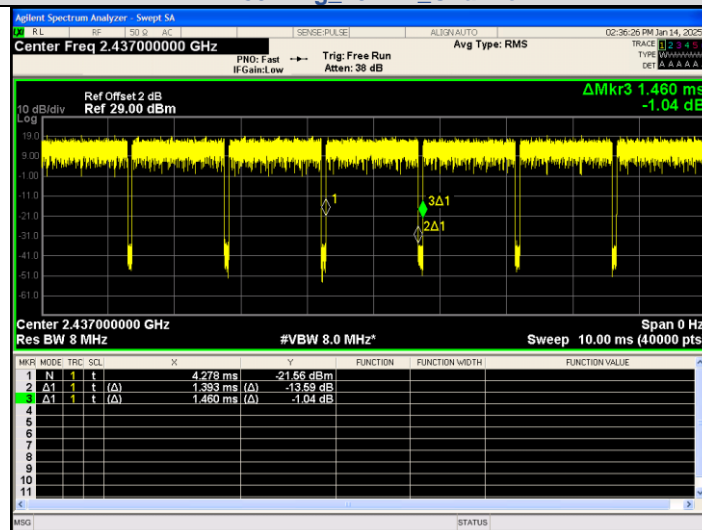 Agilent Spectrum Analyzer - Swept SA
RL RF 50 Ω AC SENSE:PULSE ALIGN AUTO 02:36:26 PM Jan 14, 2025
Center Freq 2.437000000 GHz Avg Type: RMS TRACE 1 2 3 4 5
PNO: Fast Trig: Free Run TYPE
IFGain:Low Atten: 38 dB DET A A A A A
ΔMkr3 1.460 ms
-1.04 dB
Ref Offset 2 dB
10 dB/div Ref 29.00 dBm
Log
19.0
9.00
-1.00
-11.0
-21.0
-31.0
-41.0
-51.0
-61.0
1
3Δ1
2Δ1
Center 2.437000000 GHz Span 0 Hz
Res BW 8 MHz #VBW 8.0 MHz* Sweep 10.00 ms (40000 pts
MKR MODE TRC SCL X Y FUNCTION FUNCTION WIDTH FUNCTION VALUE
1 N 1 t 4.278 ms -21.56 dBm
2 Δ1 1 t (Δ) 1.393 ms (Δ) -13.59 dB
3 Δ1 1 t (Δ) 1.460 ms (Δ) -1.04 dB
4
5
6
7
8
9
10
11
MSG STATUS